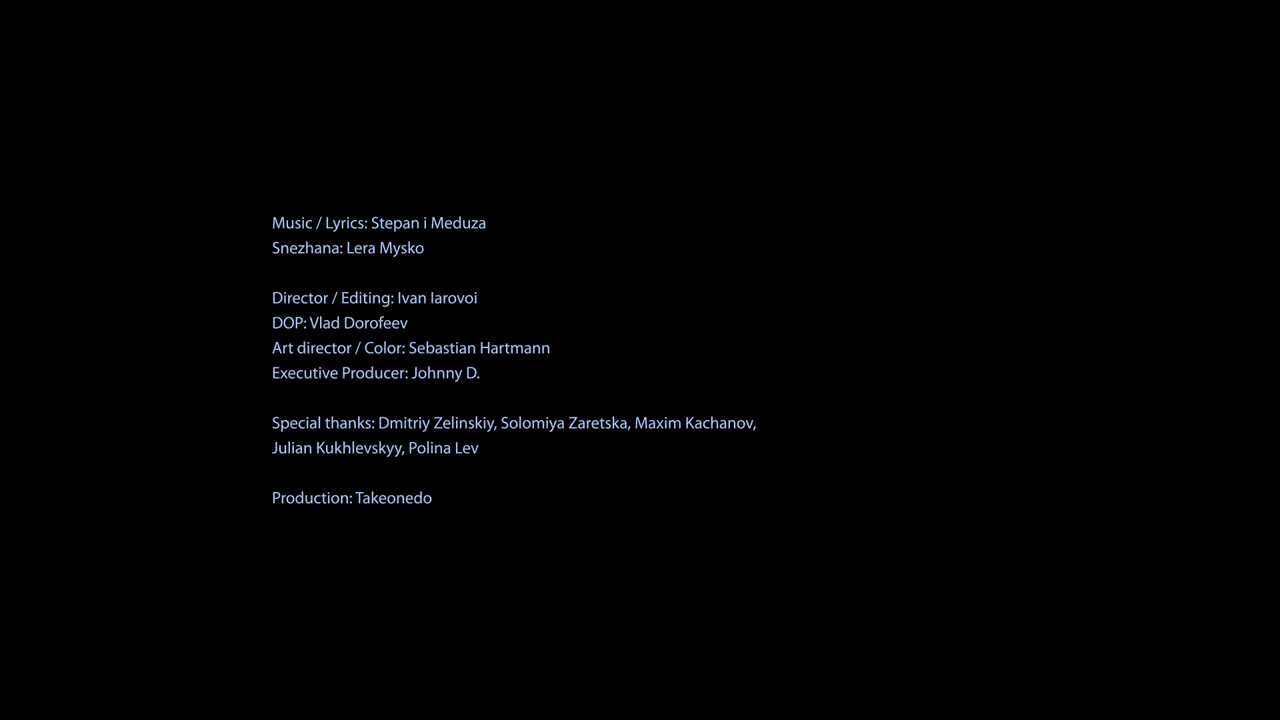 Music / Lyrics: Stepan i Meduza
Snezhana: Lera Mysko
Director / Editing: Ivan Iarovoi
DOP: Vlad Dorofeev
Art director / Color: Sebastian Hartmann
Executive Producer: Johnny D.
Special thanks: Dmitriy Zelinskiy, Solomiya Zaretska, Maxim Kachanov,
Julian Kukhlevskyy, Polina Lev
Production: Takeonedo